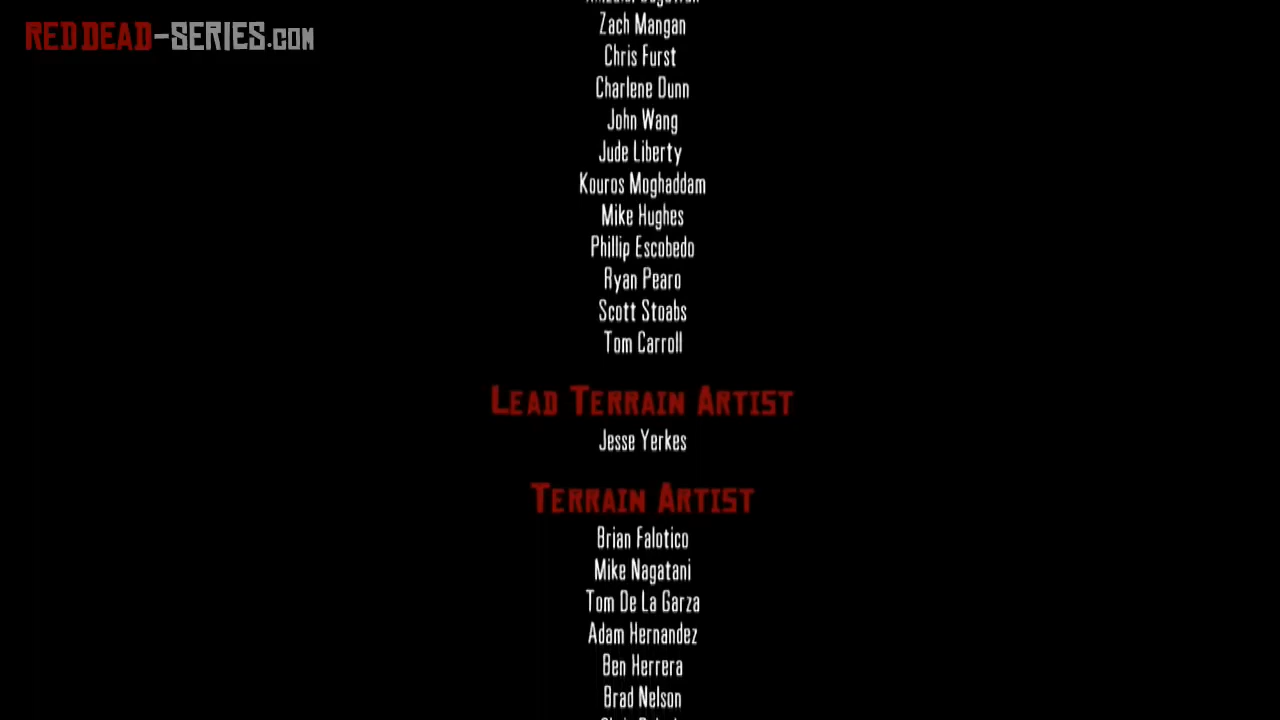 RED DEAD-SERIES.COM
Zach Mangan
Chris Furst
Charlene Dunn
John Wang
Jude Liberty
Kouros Moghaddam
Mike Hughes
Phillip Escobedo
Ryan Pearo
Scott Stoabs
Tom Carroll
LEAD TERRAIN ARTIST
Jesse Yerkes
TERRAIN ARTIST
Brian Falotico
Mike Nagatani
Tom De La Garza
Adam Hernandez
Ben Herrera
Brad Nelson